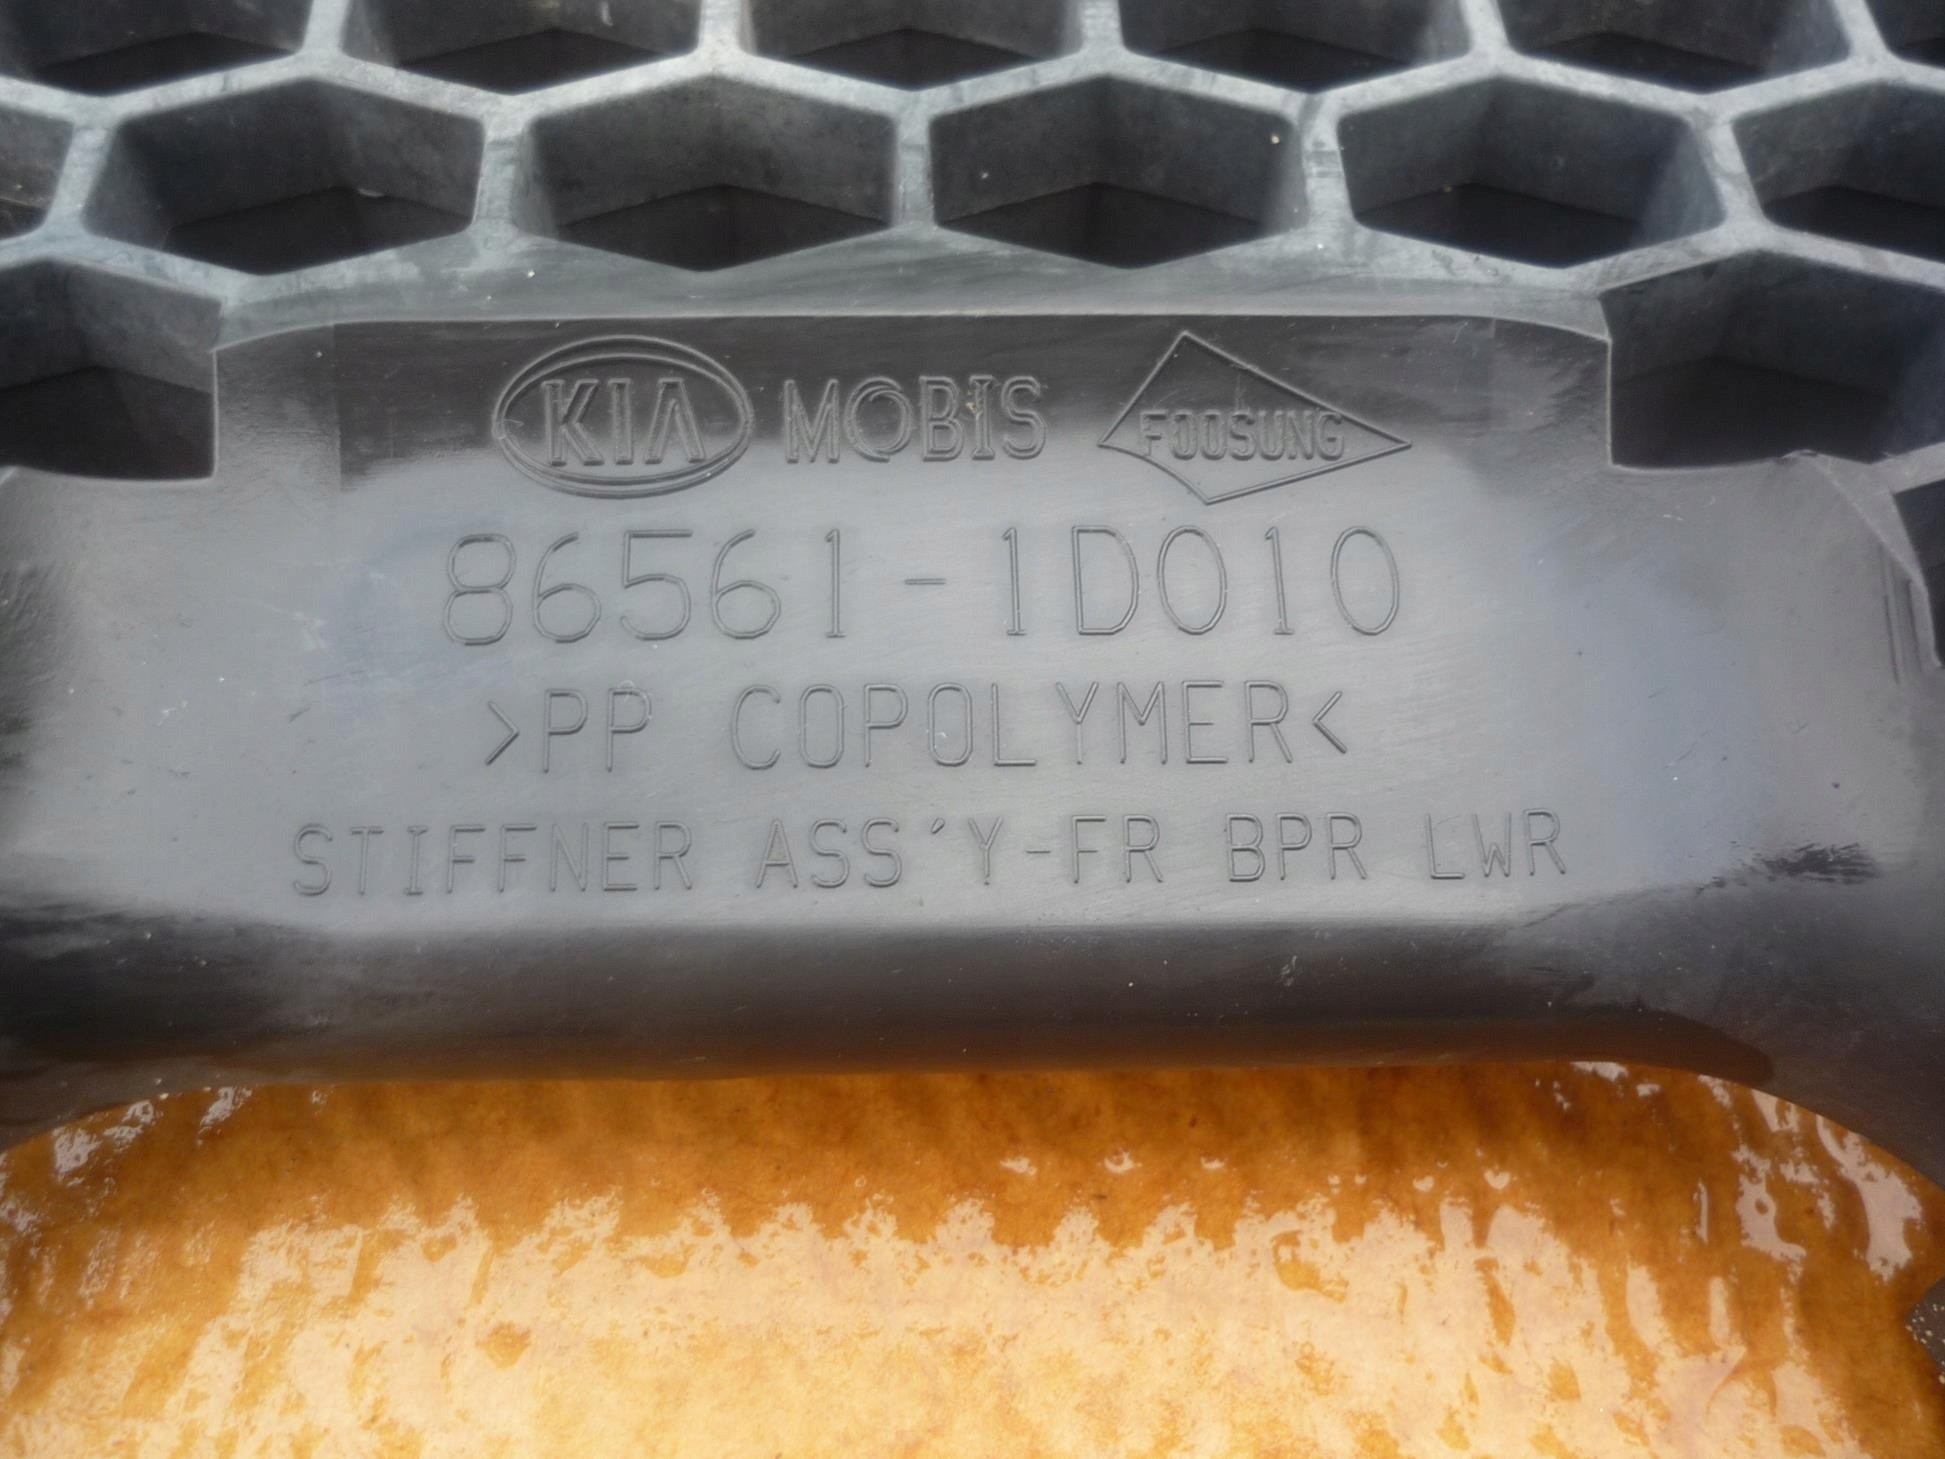 KIA MOBIS FOOSUNG
86561-1D010
>PP COPOLYMER<
STIFFNER ASS'Y-FR BPR LWR